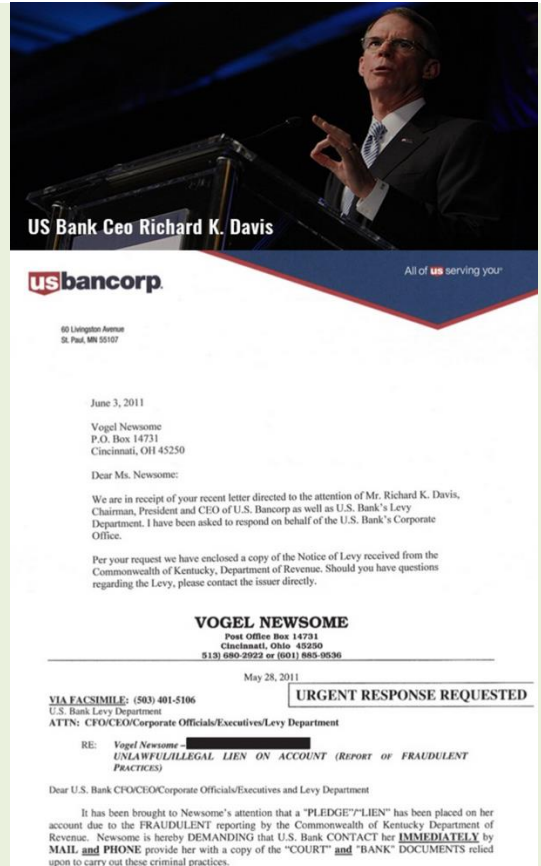 US Bank Ceo Richard K. Davis
usbancorp.
All of us serving you
60 Livingston Avenue
St. Paul, MN 55107
June 3, 2011
Vogel Newsome
P.O. Box 14731
Cincinnati, OH 45250
Dear Ms. Newsome:
We are in receipt of your recent letter directed to the attention of Mr. Richard K. Davis,
Chairman, President and CEO of U.S. Bancorp as well as U.S. Bank's Levy
Department. I have been asked to respond on behalf of the U.S. Bank's Corporate
Office.
Per your request we have enclosed a copy of the Notice of Levy received from the
Commonwealth of Kentucky, Department of Revenue. Should you have questions
regarding the Levy, please contact the issuer directly.
VOGEL NEWSOME
Post Office Box 14731
Cincinnati, Ohio 45250
513) 680-2922 or (601) 885-9536
May 28, 2011
URGENT RESPONSE REQUESTED
VIA FACSIMILE: (503) 401-5106
U.S. Bank Levy Department
ATTN: CFO/CEO/Corporate Officials/Executives/Levy Department
RE: Vogel Newsome –
UNLAWFUL/ILLEGAL LIEN ON ACCOUNT (REPORT OF FRAUDULENT
PRACTICES)
Dear U.S. Bank CFO/CEO/Corporate Officials/Executives and Levy Department
It has been brought to Newsome's attention that a "PLEDGE"/"LIEN" has been placed on her
account due to the FRAUDULENT reporting by the Commonwealth of Kentucky Department of
Revenue. Newsome is hereby DEMANDING that U.S. Bank CONTACT her IMMEDIATELY by
MAIL and PHONE provide her with a copy of the "COURT" and "BANK" DOCUMENTS relied
upon to carry out these criminal practices.